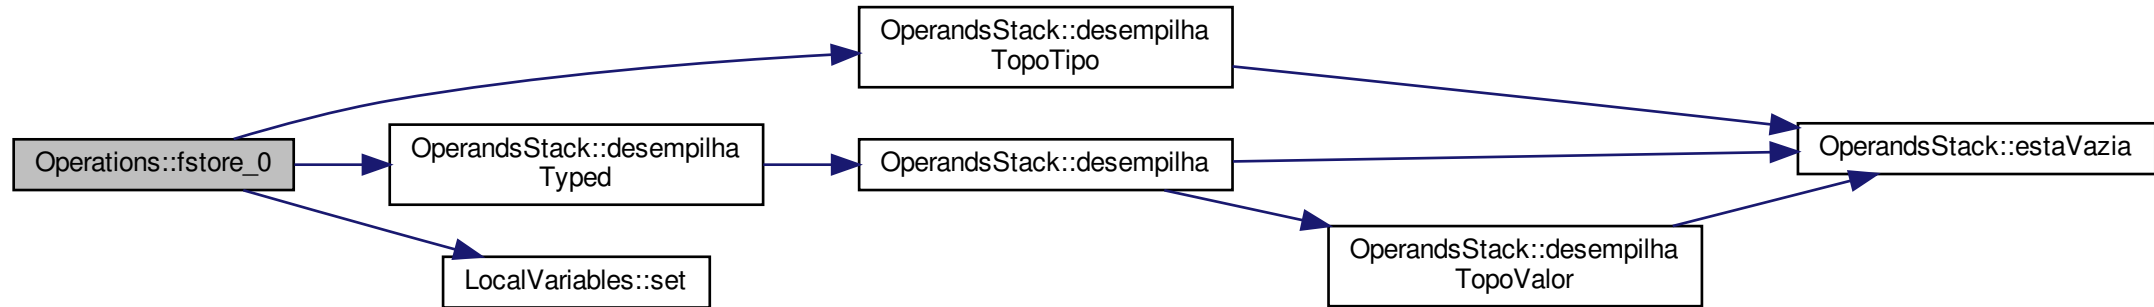 Operations::fstore_0
OperandsStack::desempilha
TopoTipo
OperandsStack::desempilha
Typed
LocalVariables::set
OperandsStack::desempilha
OperandsStack::desempilha
TopoValor
OperandsStack::estaVazia